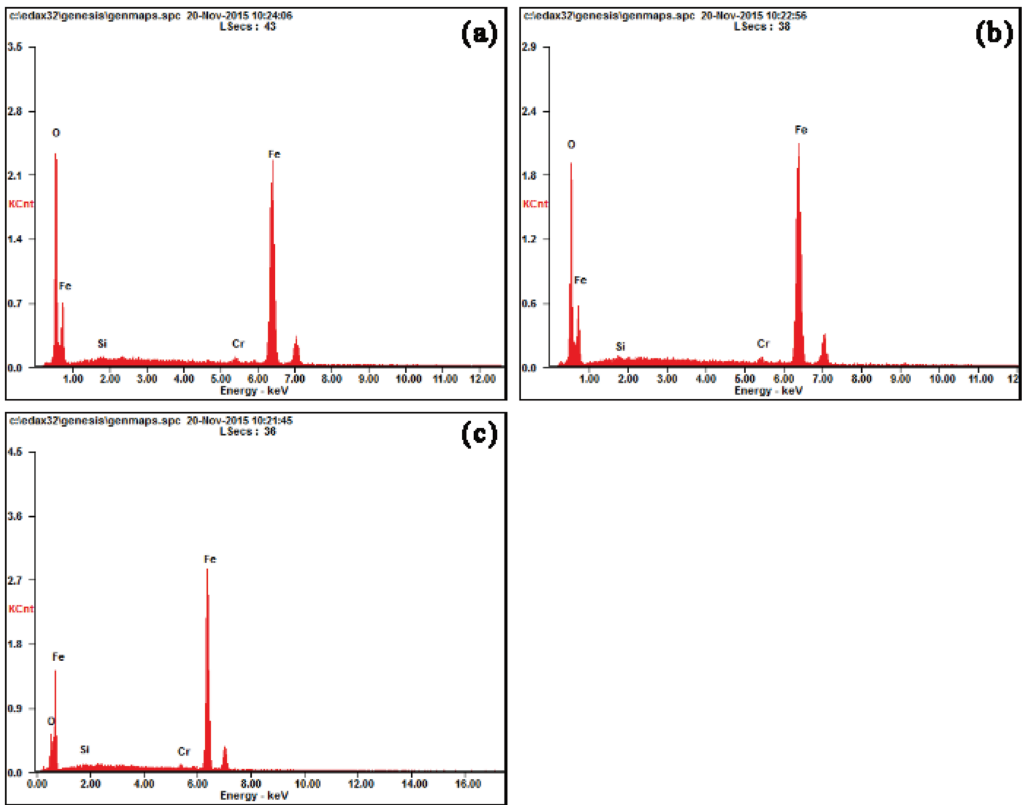 c:\edax32\genesis\genmaps.spc 20-Nov-2015 10:24:06
LSecs : 43
(a)
3.5
2.8
2.1
KCnt
1.4
0.7
0.0
O
Fe
Si
Cr
Fe
1.00 2.00 3.00 4.00 5.00 6.00 7.00 8.00 9.00 10.00 11.00 12.00
Energy - keV
c:\edax32\genesis\genmaps.spc 20-Nov-2015 10:22:56
LSecs : 38
(b)
2.9
2.4
1.8
KCnt
1.2
0.6
0.0
O
Fe
Si
Cr
Fe
1.00 2.00 3.00 4.00 5.00 6.00 7.00 8.00 9.00 10.00 11.00 12
Energy - keV
c:\edax32\genesis\genmaps.spc 20-Nov-2015 10:21:45
LSecs : 36
(c)
4.5
3.6
2.7
KCnt
1.8
0.9
0.0
Fe
O
Si
Cr
Fe
0.00 2.00 4.00 6.00 8.00 10.00 12.00 14.00 16.00
Energy - keV